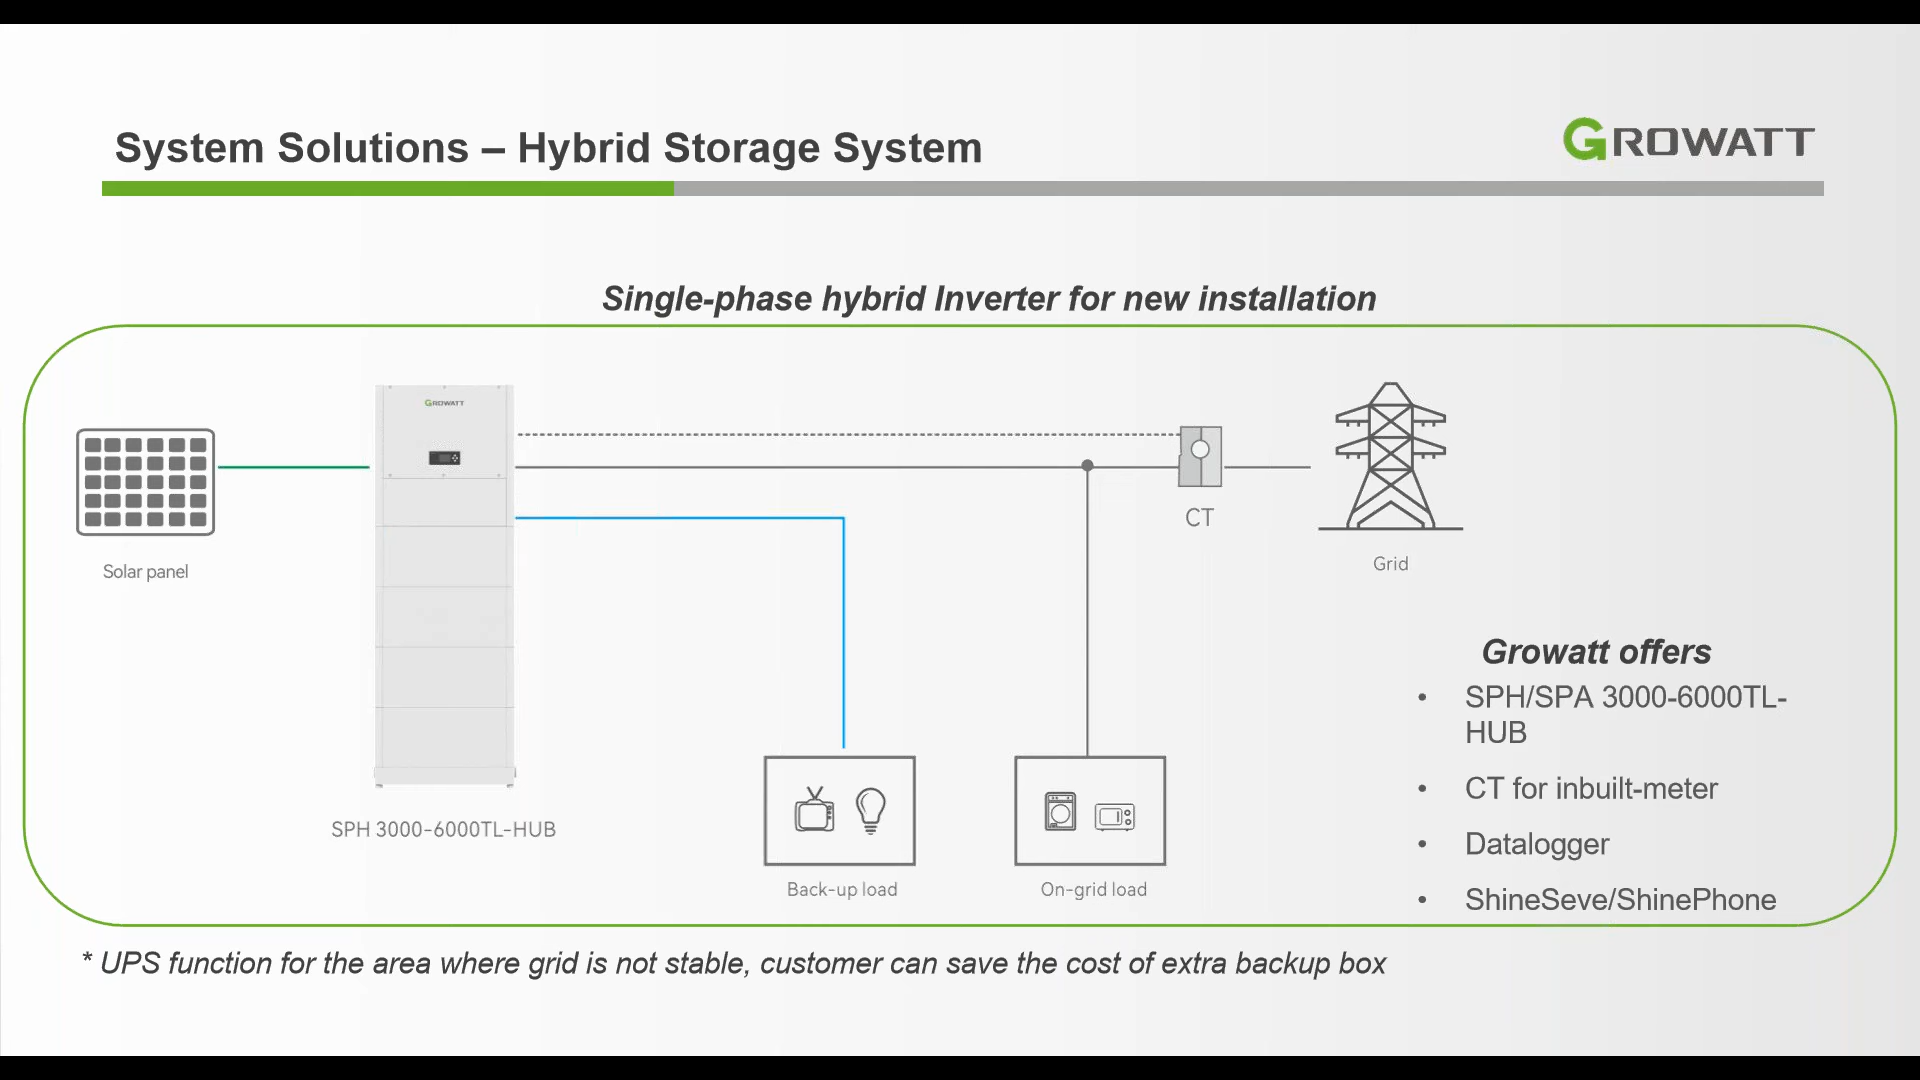 System Solutions – Hybrid Storage System
GROWATT
Single-phase hybrid Inverter for new installation
GROWATT
CT
Solar panel
Grid
SPH 3000-6000TL-HUB
Back-up load
On-grid load
Growatt offers
• SPH/SPA 3000-6000TL-
HUB
• CT for inbuilt-meter
• Datalogger
• ShineSeve/ShinePhone
* UPS function for the area where grid is not stable, customer can save the cost of extra backup box